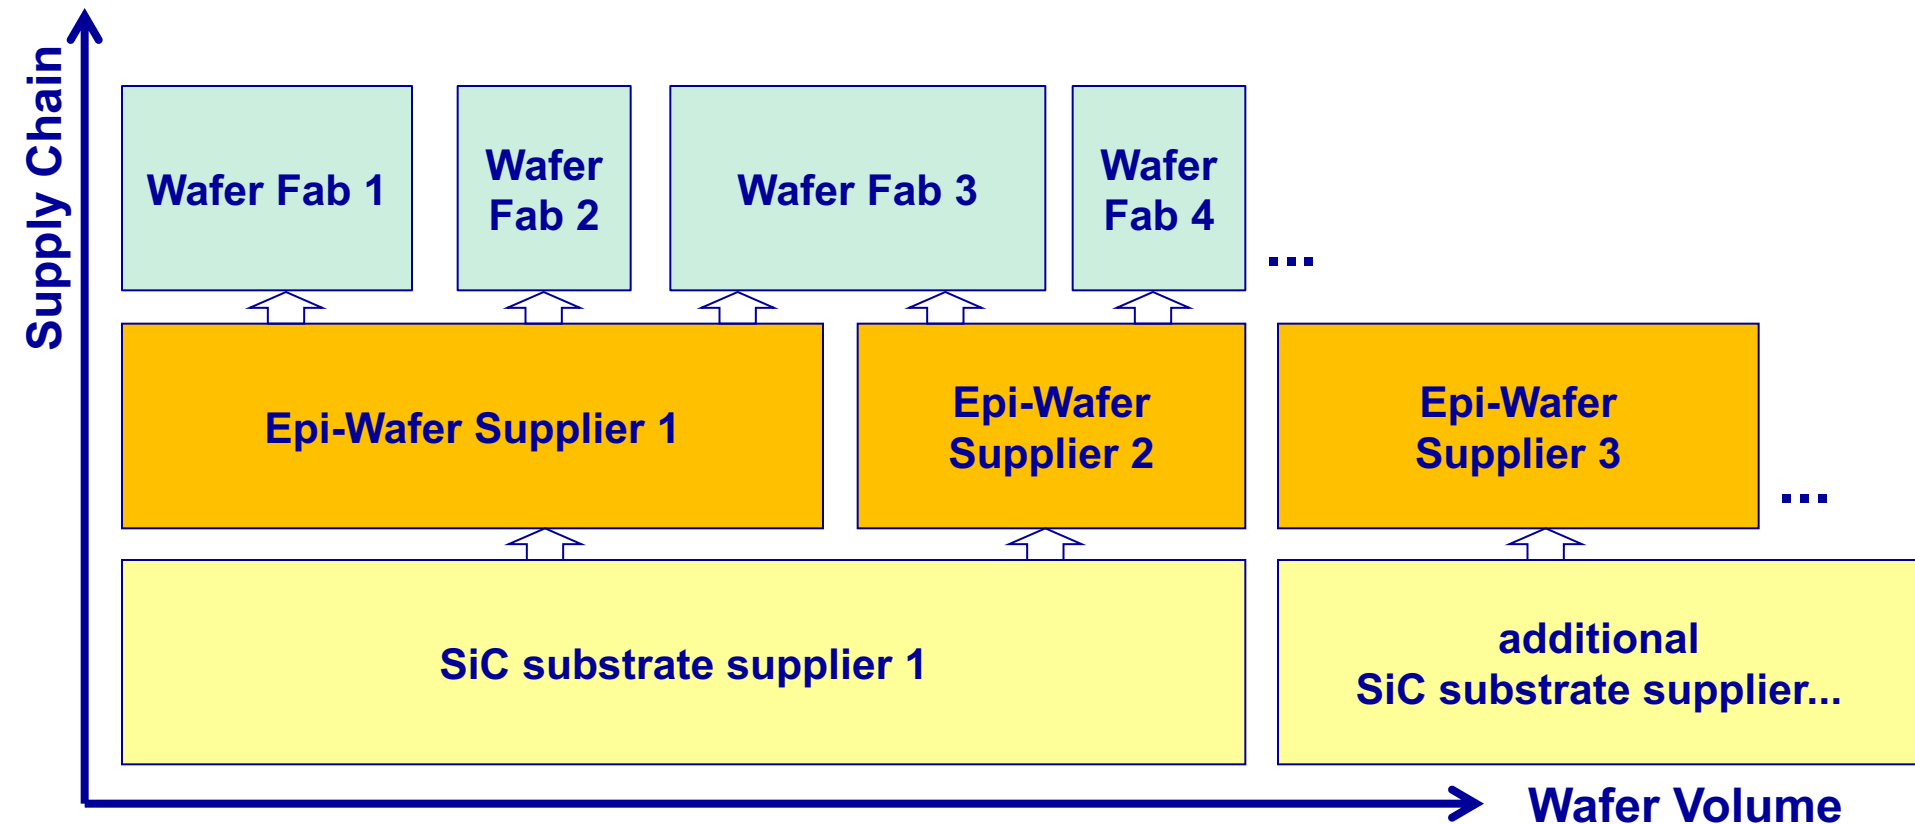 Supply Chain
Wafer Fab 1
Wafer
Fab 2
Wafer Fab 3
Wafer
Fab 4
...
Epi-Wafer Supplier 1
Epi-Wafer
Supplier 2
Epi-Wafer
Supplier 3
...
SiC substrate supplier 1
additional
SiC substrate supplier...
Wafer Volume